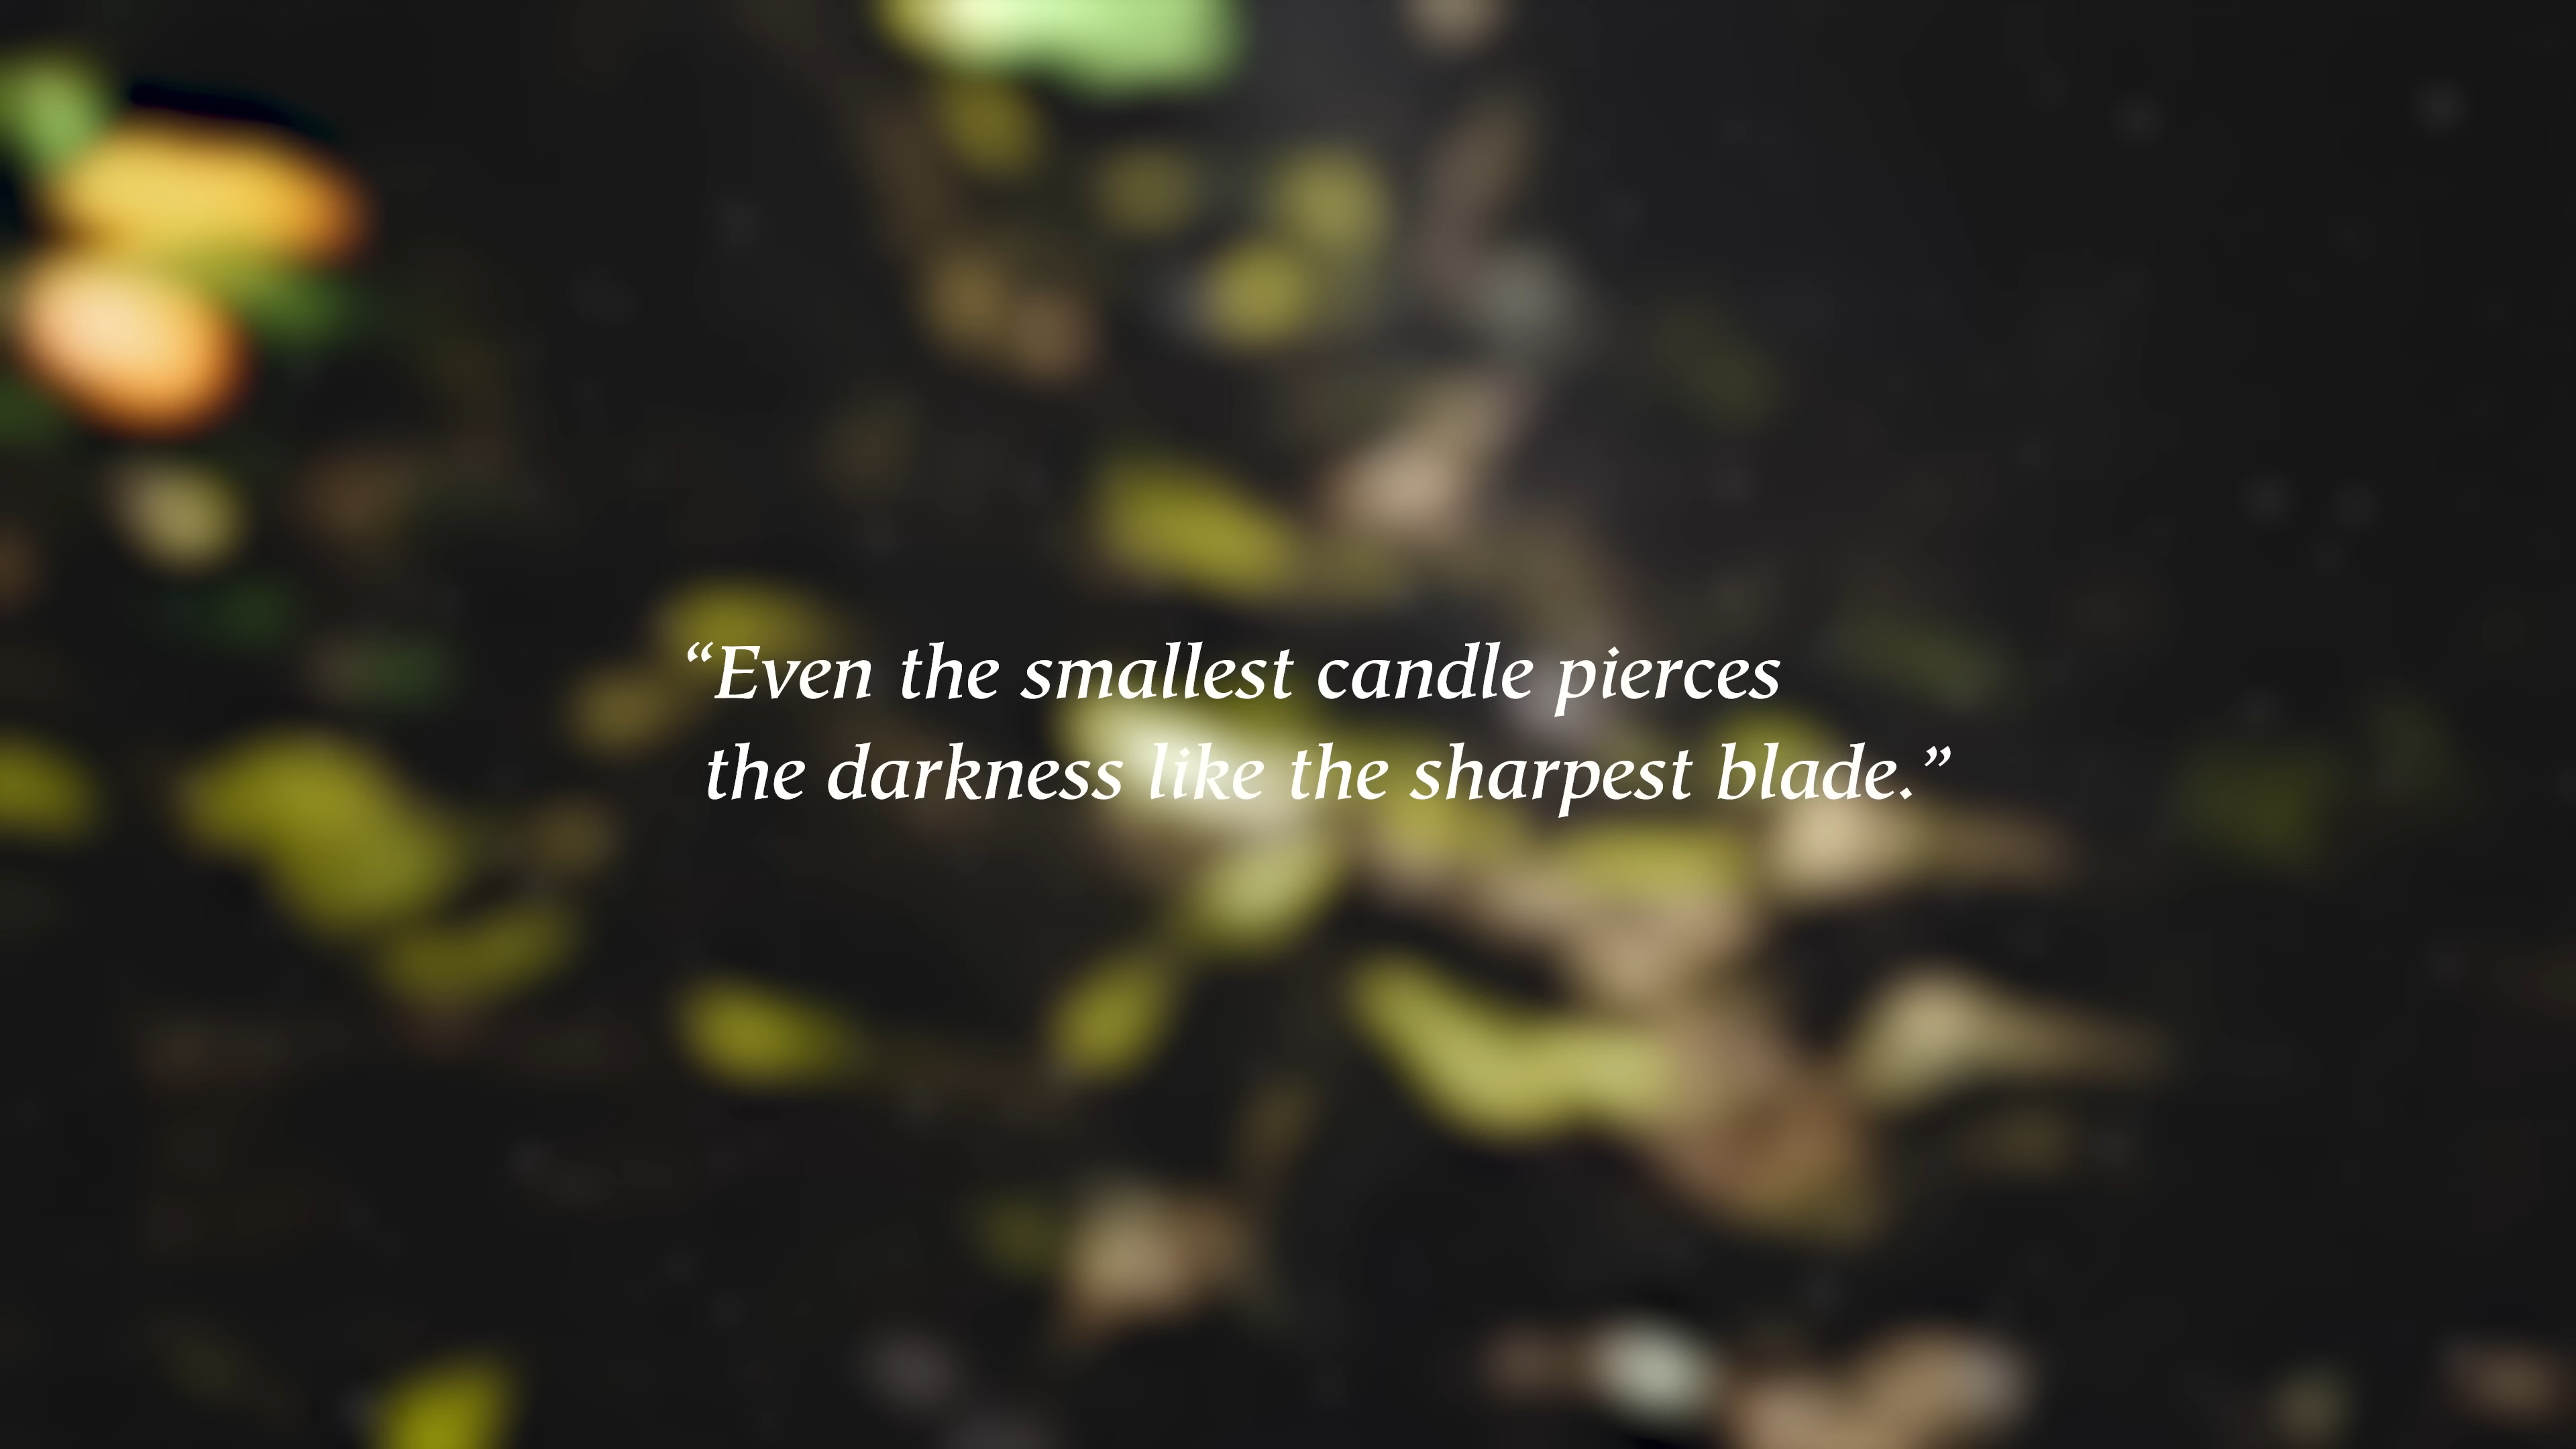 “Even the smallest candle pierces
the darkness like the sharpest blade.”